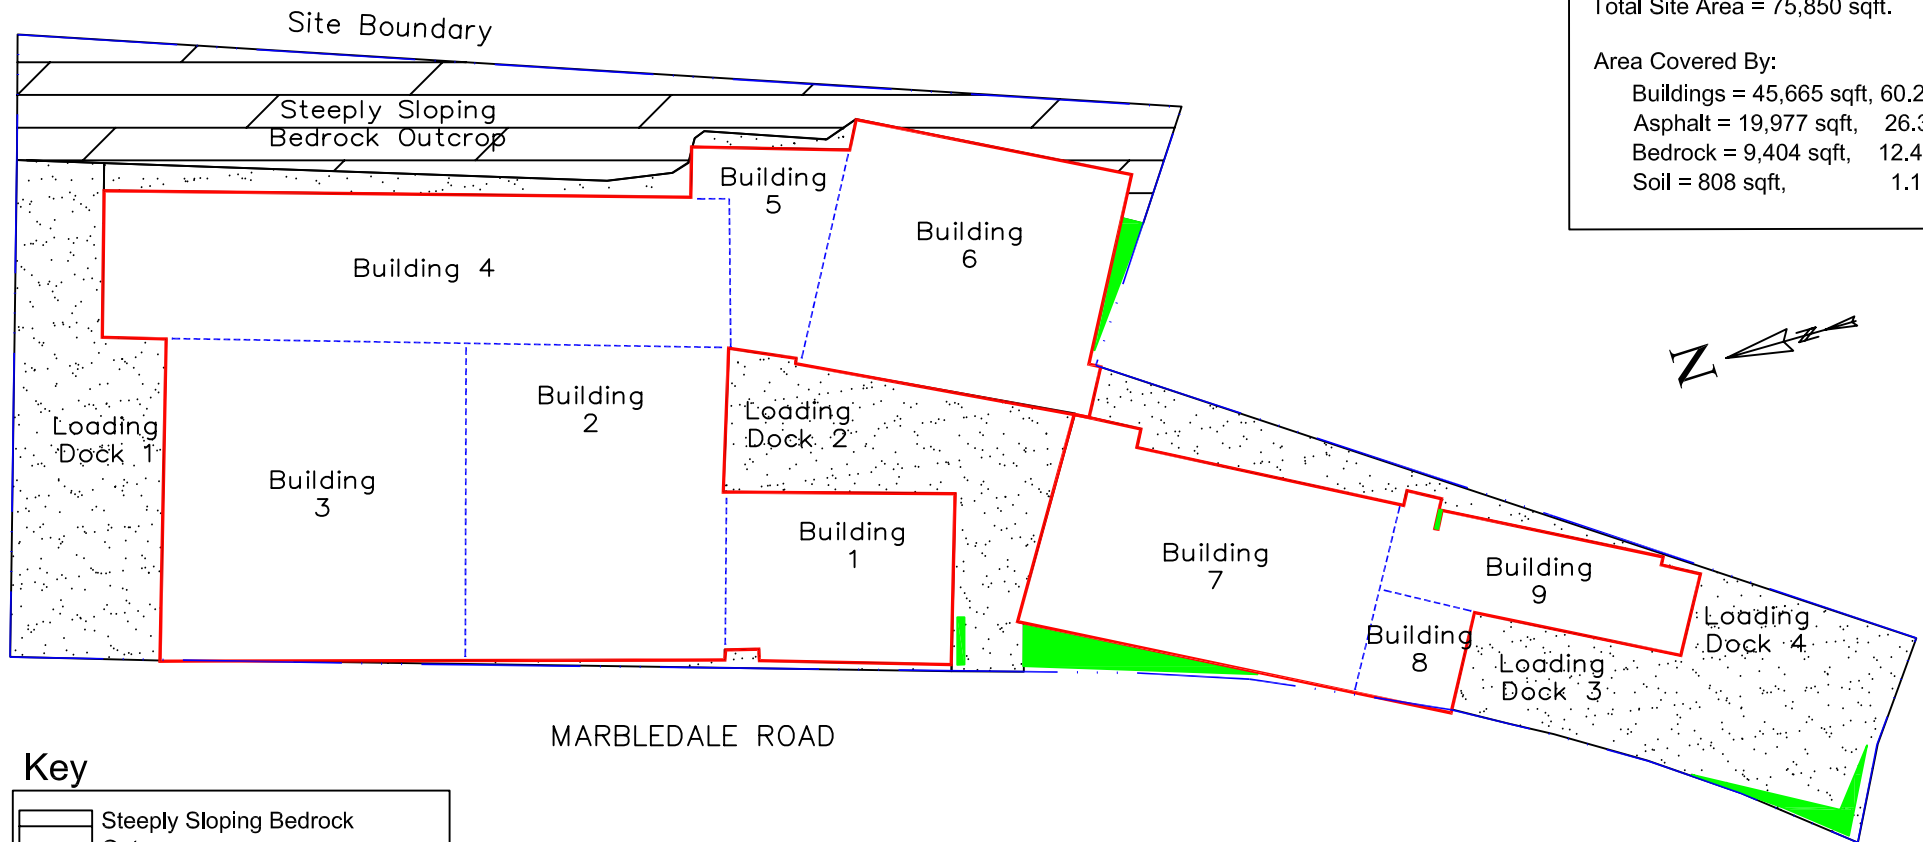 Site Boundary
Total Site Area = 75,850 sqft.
Area Covered By:
Buildings = 45,665 sqft, 60.2
Asphalt = 19,977 sqft, 26.3
Bedrock = 9,404 sqft, 12.4
Soil = 808 sqft, 1.1
Steeply Sloping
Bedrock Outcrop
Building
5
Building
6
Building 4
N
Building
2
Loading
Dock 2
Loading
Dock 1
Building
3
Building
1
Building
7
Building
9
Building
8
Loading
Dock 3
Loading
Dock 4
MARBLEDALE ROAD
Key
Steeply Sloping Bedrock